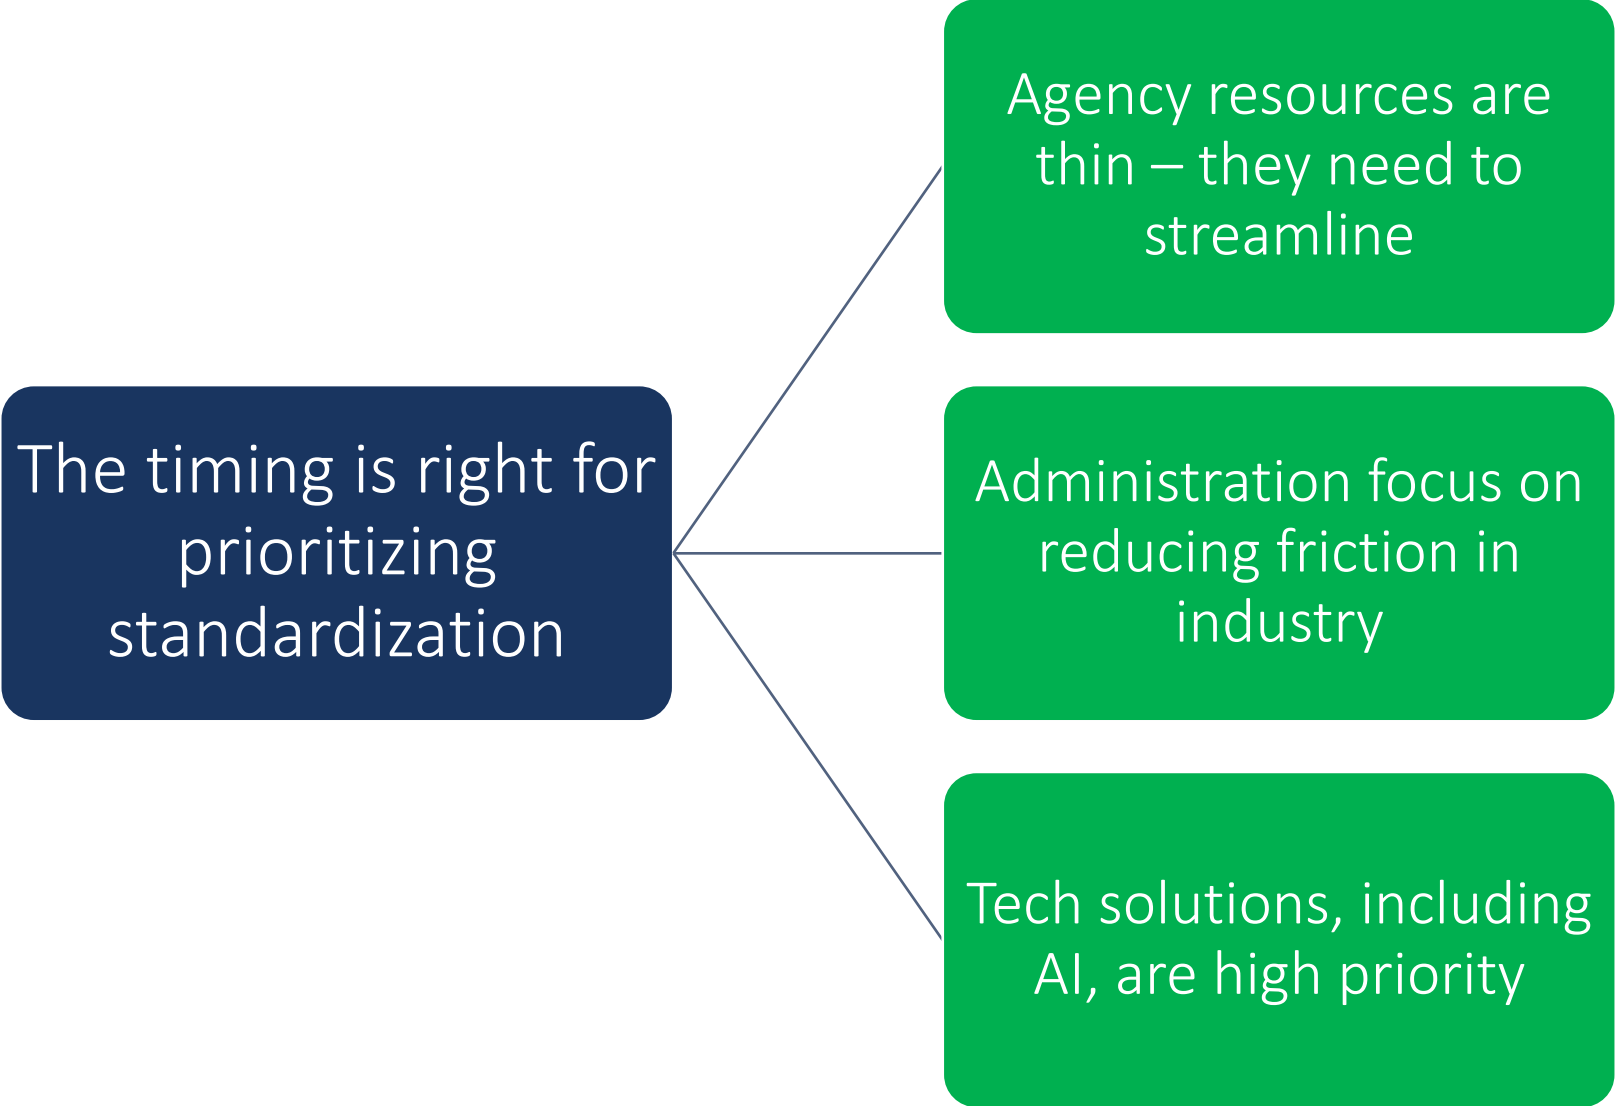 The timing is right for
prioritizing
standardization
Agency resources are
thin – they need to
streamline
Administration focus on
reducing friction in
industry
Tech solutions, including
AI, are high priority